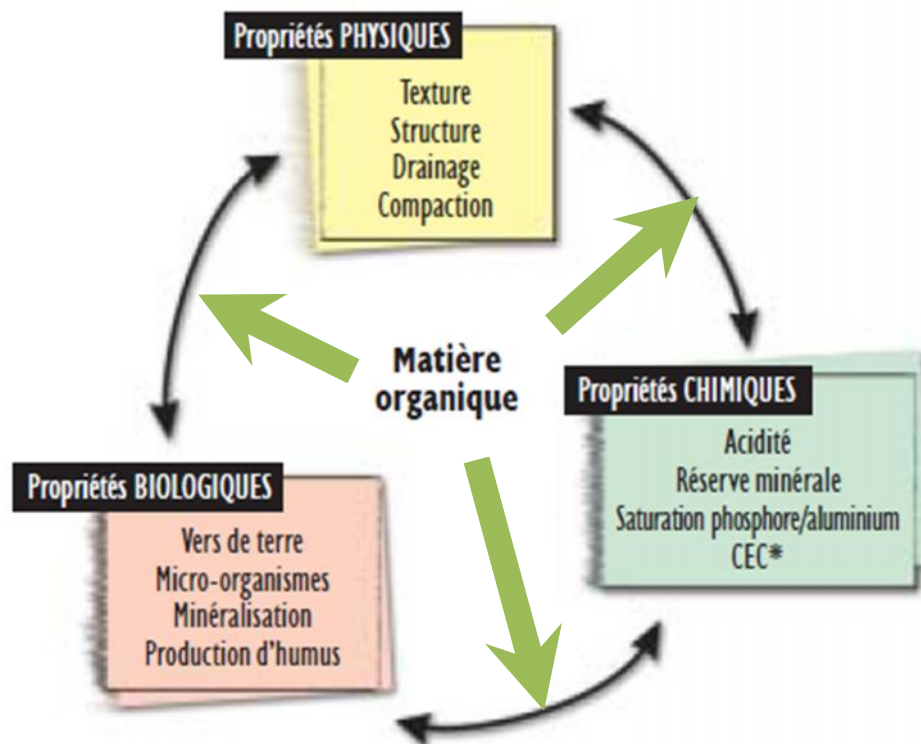 Propriétés PHYSIQUES
Texture
Structure
Drainage
Compaction
Matière
organique
Propriétés CHIMIQUES
Acidité
Réserve minérale
Saturation phosphore/aluminium
CEC*
Propriétés BIOLOGIQUES
Vers de terre
Micro-organismes
Minéralisation
Production d'humus